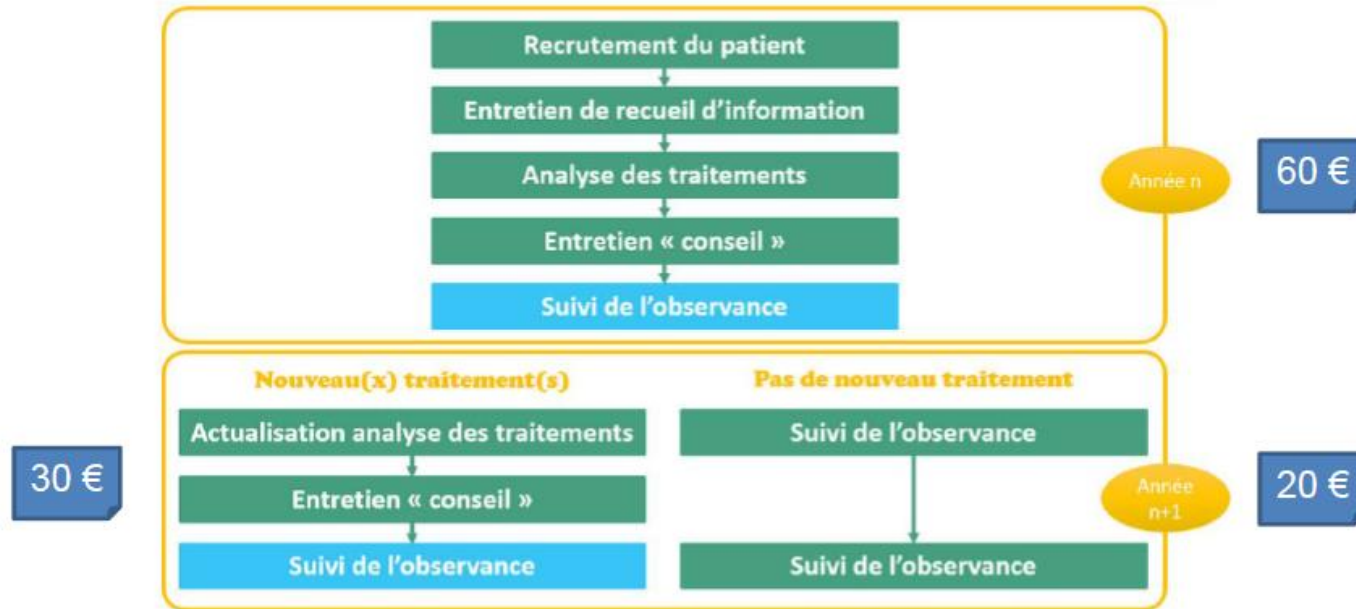 Recrutement du patient
Entretien de recueil d'information
Analyse des traitements
Entretien « conseil »
Suivi de l'observance
Année n
60 €
Nouveau(x) traitement(s)
Actualisation analyse des traitements
Entretien « conseil »
Suivi de l'observance
30 €
Pas de nouveau traitement
Suivi de l'observance
Suivi de l'observance
Année
n+1
20 €